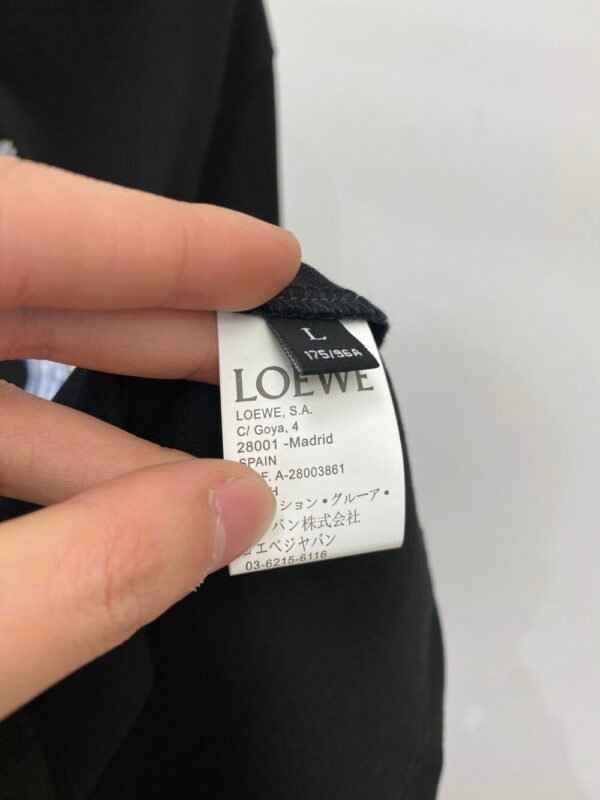 L
175/96A
LOEWE
LOEWE, S.A.
C/ Goya, 4
28001 -Madrid
SPAIN
F. A-28003861
H
ション・グルーア・
パン株式会社
エベジャパン
03-6215-6116